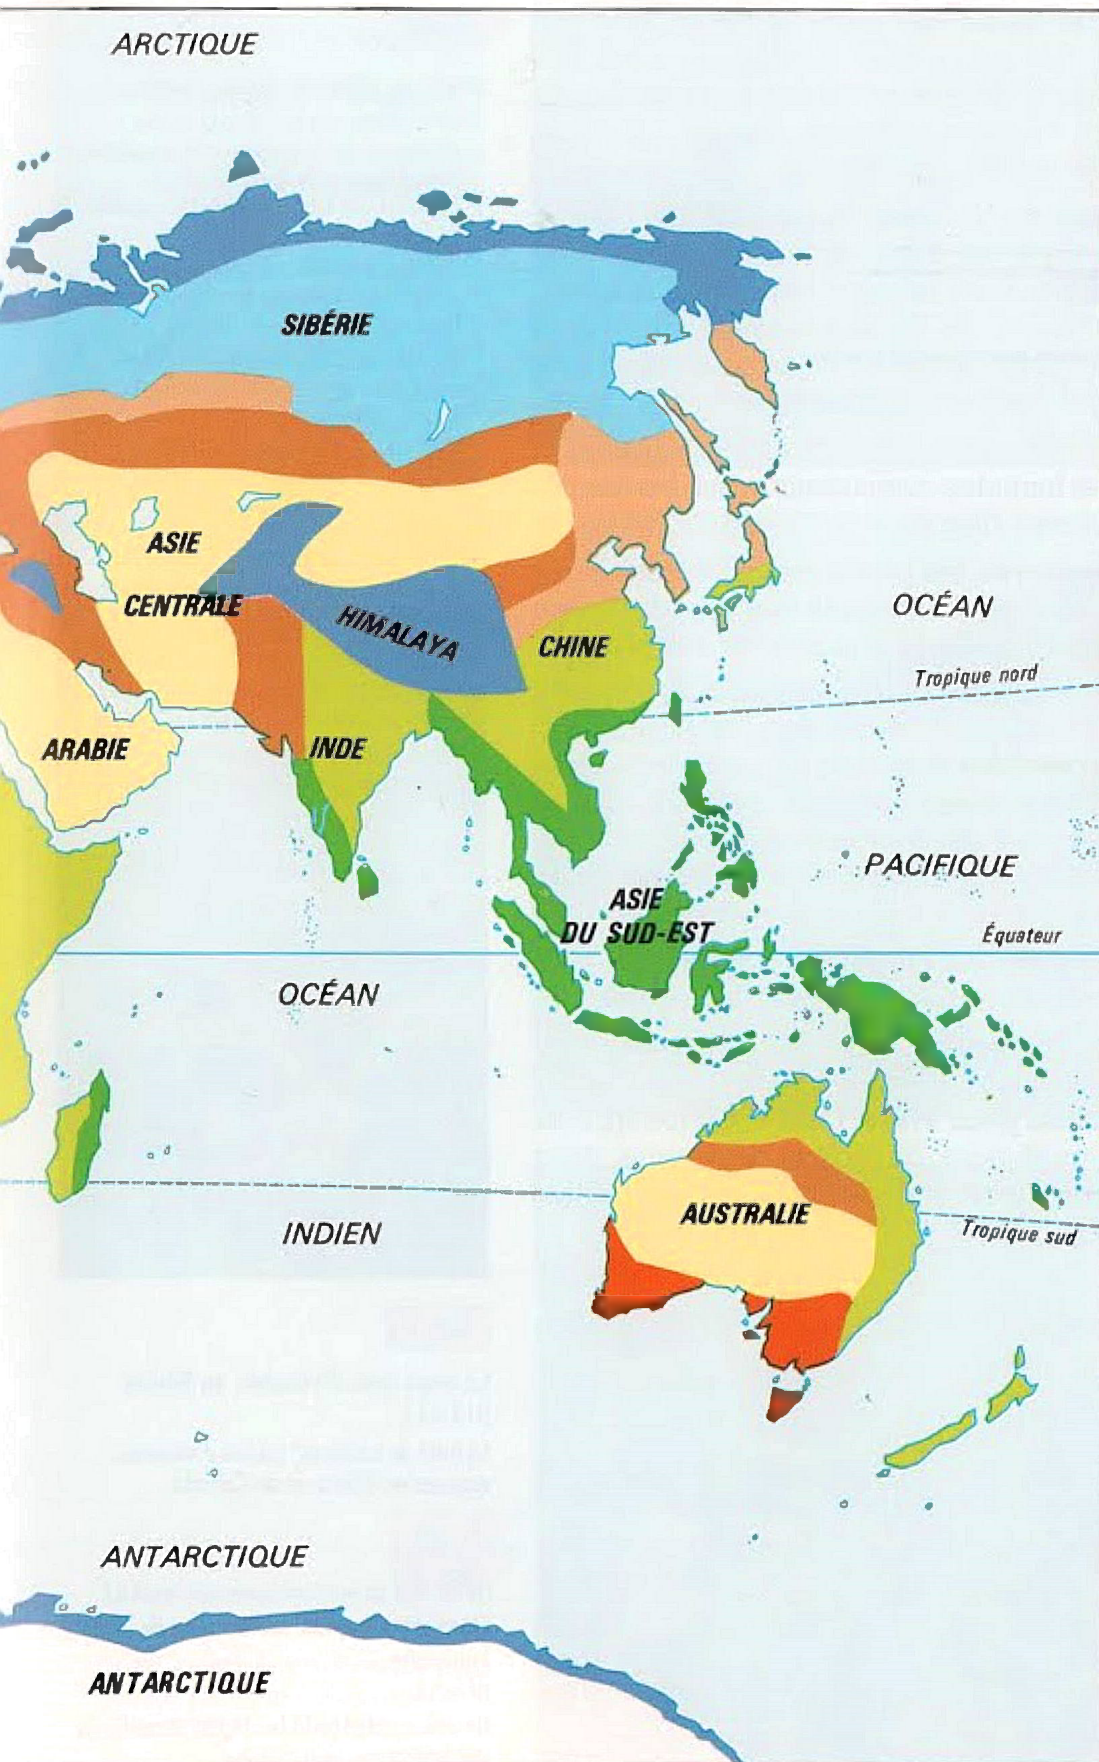 ARCTIQUE
SIBÉRIE
ASIE
CENTRALE
HIMALAYA
CHINE
OCÉAN
Tropique nord
ARABIE
INDE
PACIFIQUE
ASIE
DU SUD-EST
Équateur
OCÉAN
AUSTRALIE
INDIEN
Tropique sud
ANTARCTIQUE
ANTARCTIQUE